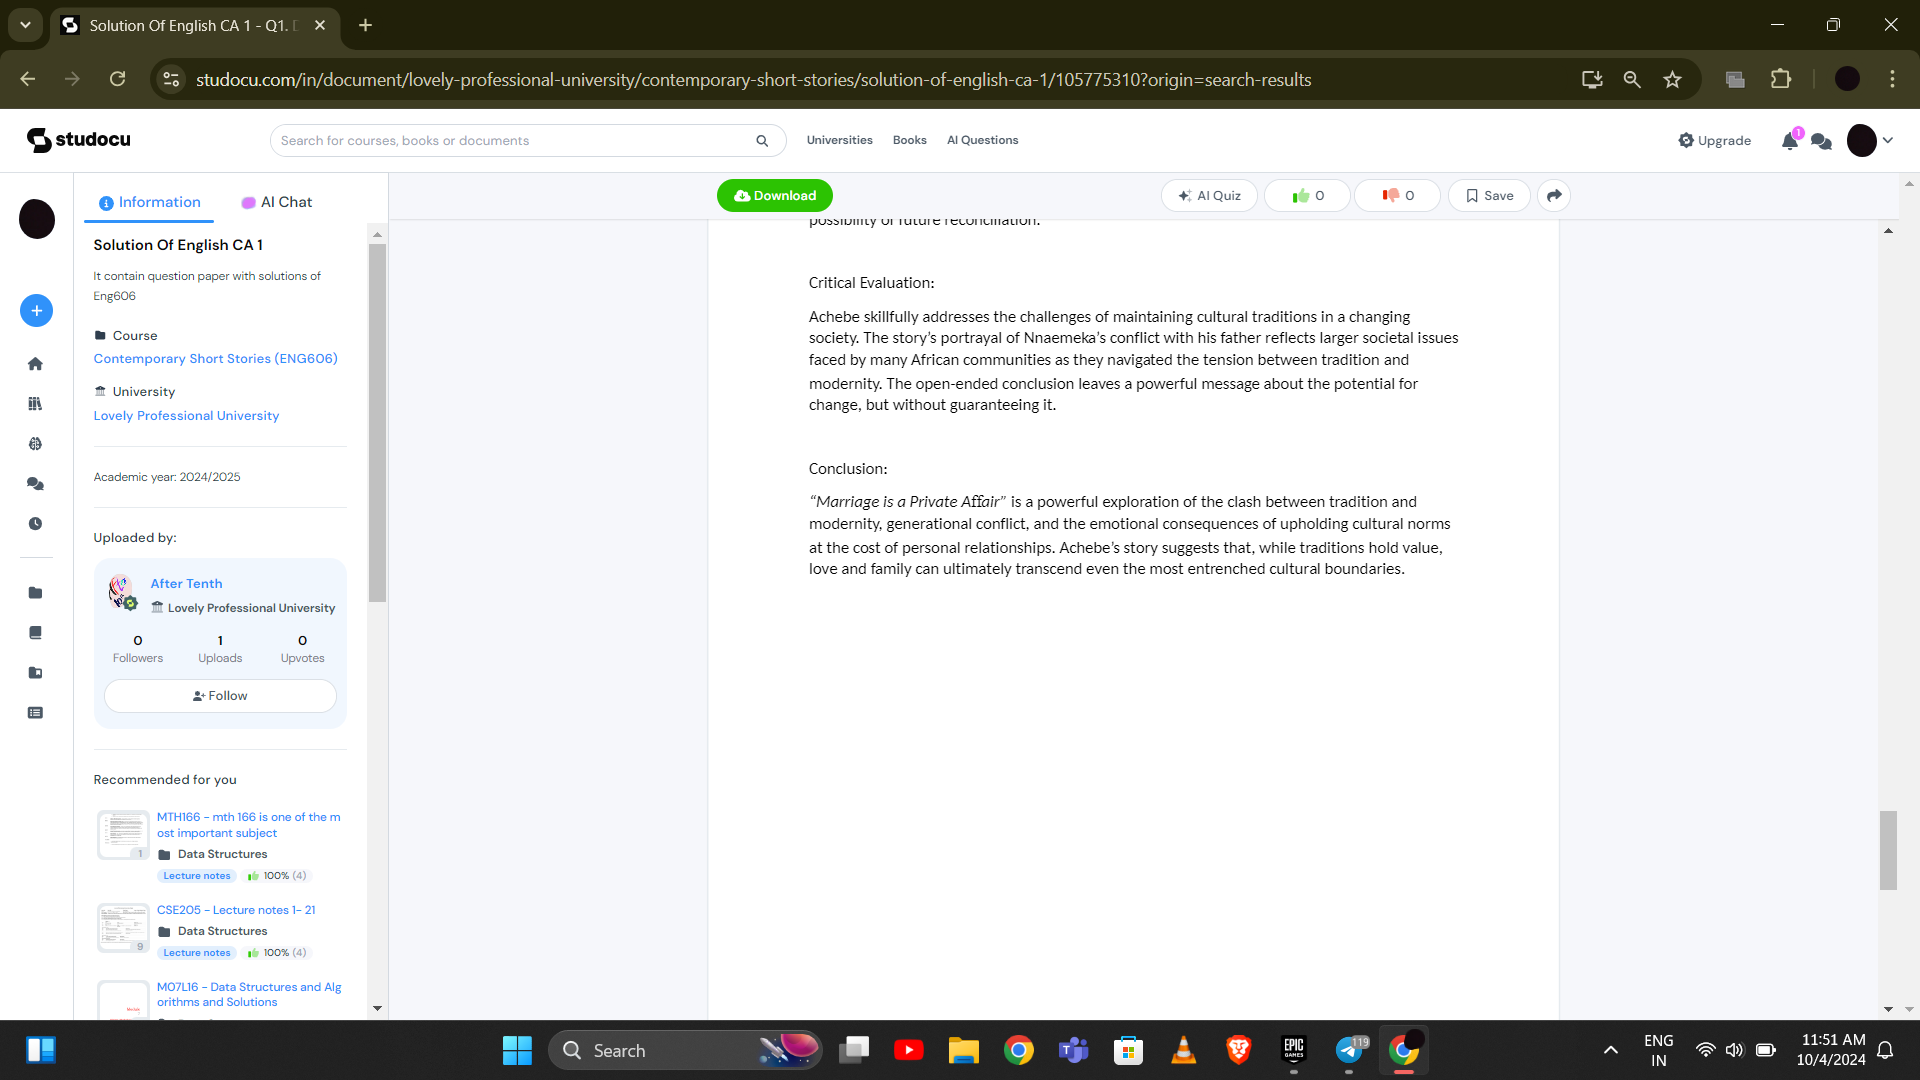 Solution Of English CA 1 - Q1. D
studocu.com/in/document/lovely-professional-university/contemporary-short-stories/solution-of-english-ca-1/105775310?origin=search-results
studocu
Search for courses, books or documents
Universities
Books
AI Questions
Upgrade
1
Information
AI Chat
Download
AI Quiz
0
0
Save
Solution Of English CA 1
It contain question paper with solutions of
Eng606
Course
Contemporary Short Stories (ENG606)
University
Lovely Professional University
Academic year: 2024/2025
Uploaded by:
After Tenth
Lovely Professional University
0
1
0
Followers
Uploads
Upvotes
Follow
Recommended for you
MTH166 - mth 166 is one of the m
ost important subject
1
Data Structures
Lecture notes
100% (4)
CSE205 - Lecture notes 1- 21
Data Structures
9
Lecture notes
100% (4)
M07L16 - Data Structures and Alg
orithms and Solutions
possibility of future reconciliation.
Critical Evaluation:
Achebe skillfully addresses the challenges of maintaining cultural traditions in a changing
society. The story’s portrayal of Nnaemeka’s conflict with his father reflects larger societal issues
faced by many African communities as they navigated the tension between tradition and
modernity. The open-ended conclusion leaves a powerful message about the potential for
change, but without guaranteeing it.
Conclusion:
“Marriage is a Private Affair” is a powerful exploration of the clash between tradition and
modernity, generational conflict, and the emotional consequences of upholding cultural norms
at the cost of personal relationships. Achebe’s story suggests that, while traditions hold value,
love and family can ultimately transcend even the most entrenched cultural boundaries.
Search
EPIC
GAMES
119
ENG
IN
11:51 AM
10/4/2024